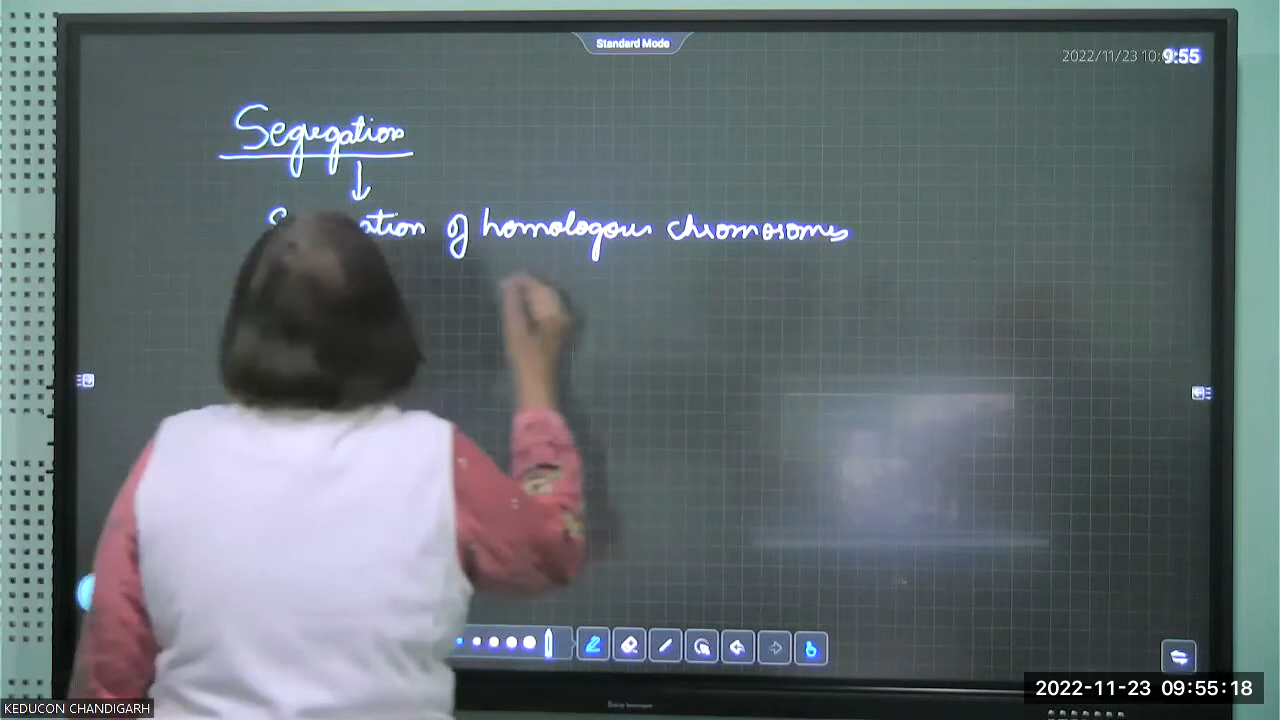 Standard Mode
2022/11/23 10:
9:55
Segregation
of homologous chromosomes
KEDUCON CHANDIGARH
2022-11-23 09:55:18